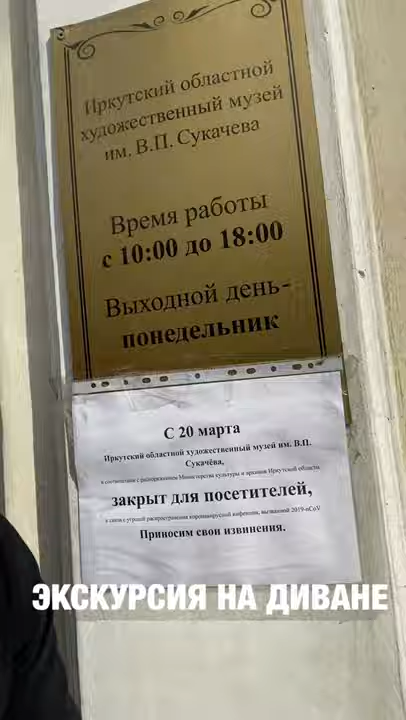 Иркутский областной
художественный музей
им. В.П. Сукачева
Время работы
с 10:00 до 18:00
Выходной день-
понедельник
С 20 марта
Иркутский областной художественный музей им. В.П.
Сукачёва,
в соответствии с распоряжением Министерства культуры и архивов Иркутской области
закрыт для посетителей,
в связи с угрозой распространения коронавирусной инфекции, вызванной 2019-nCoV
Приносим свои извинения.
ЭКСКУРСИЯ НА ДИВАНЕ